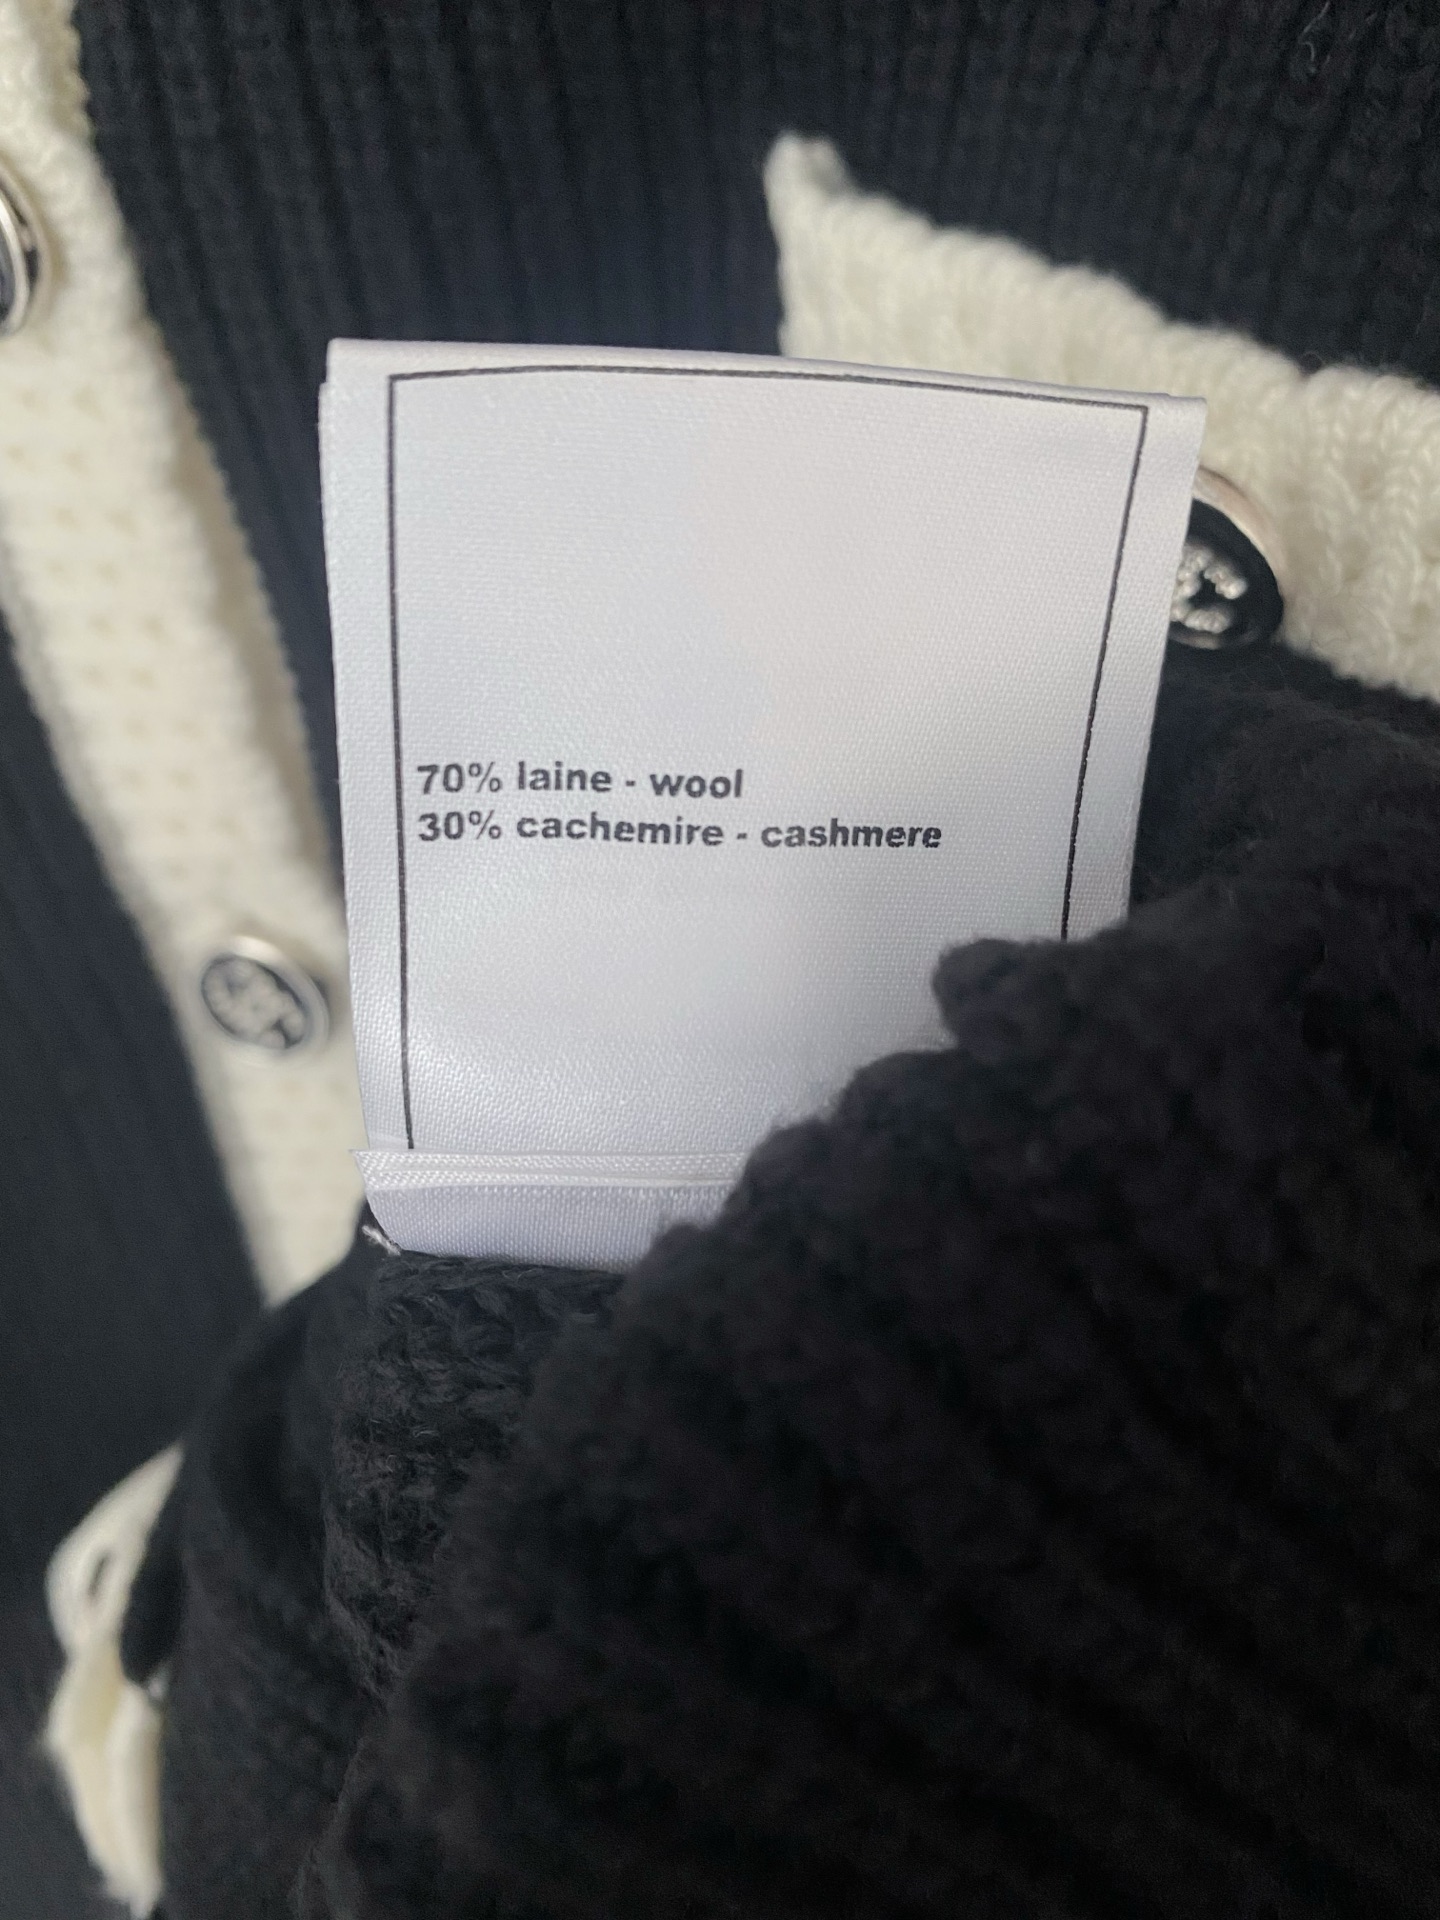 70% laine - wool
30% cachemire - cashmere